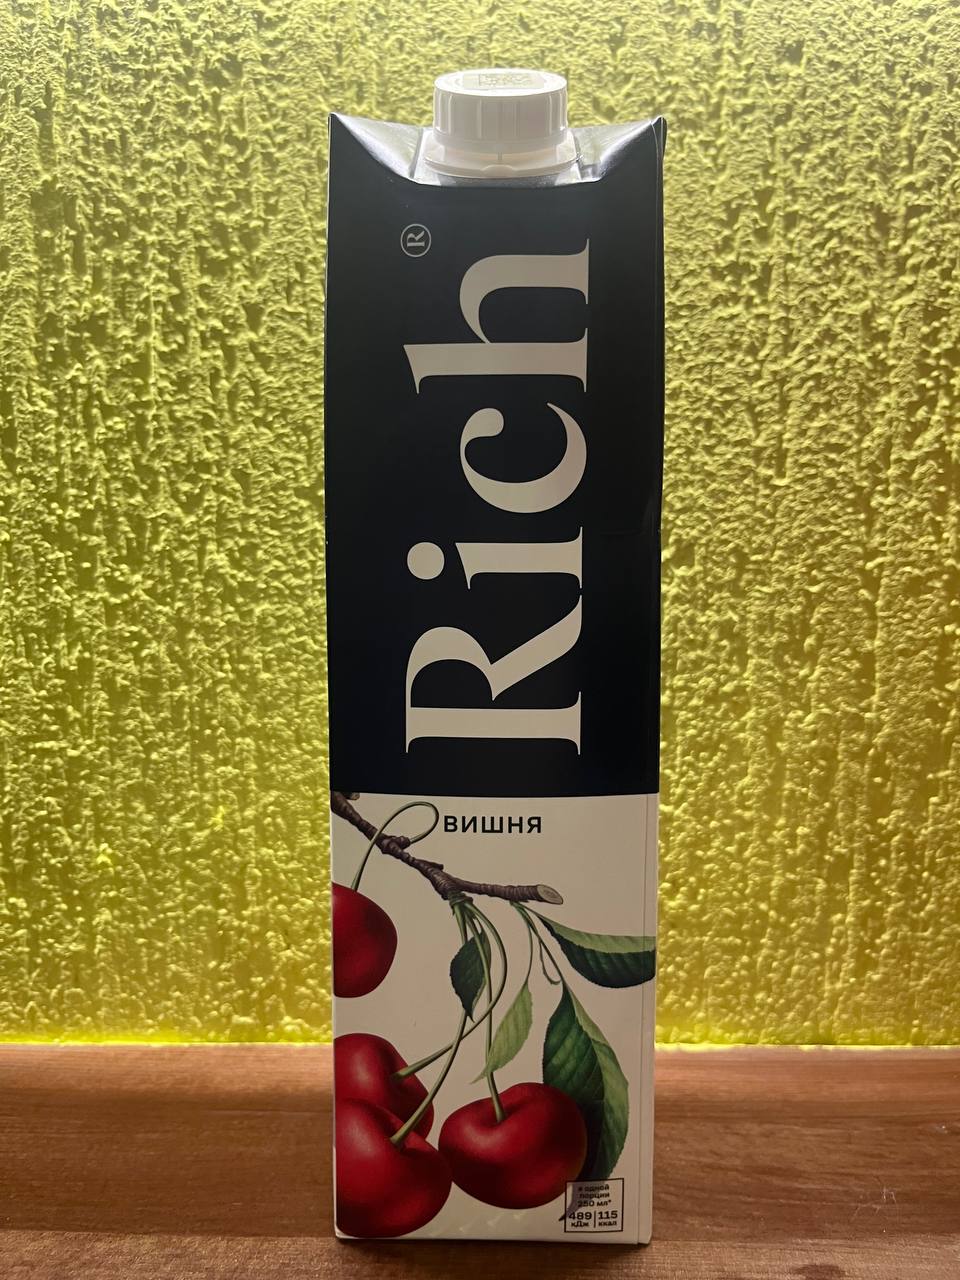 Rich®
ВИШНЯ
в одной
порции
250 мл*
489 | 115
кДж | ккал